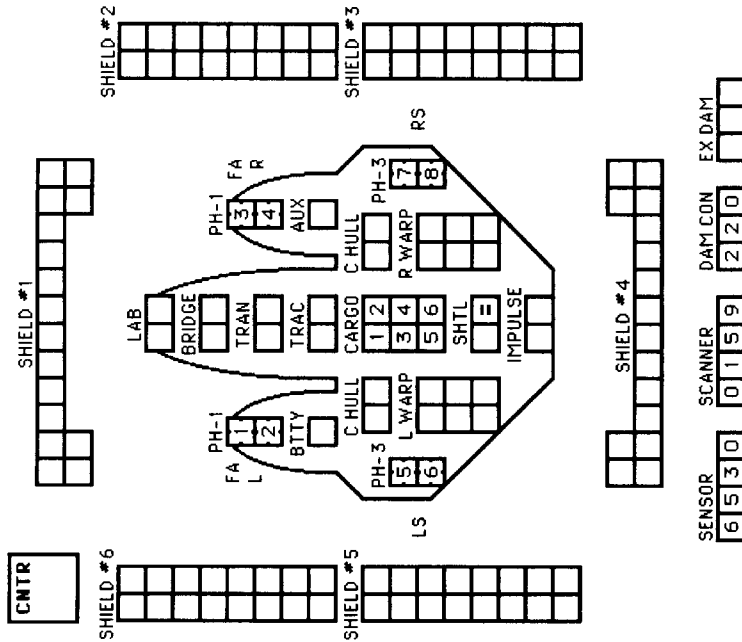 CNTR
SHIELD #1
SHIELD #6
SHIELD #2
LAB
BRIDGE
TRAN
TRAC
PH-1
1
2
FA
L
PH-1
3
4
FA
R
BTTY
AUX
C HULL
CARGO
1 2
3 4
5 6
C HULL
L WARP
R WARP
PH-3
5
6
LS
PH-3
7
8
RS
SHTL
=
IMPULSE
SHIELD #5
SHIELD #3
SHIELD #4
SENSOR
6 5 3 0
SCANNER
0 1 5 9
DAM CON
2 2 0
EX DAM